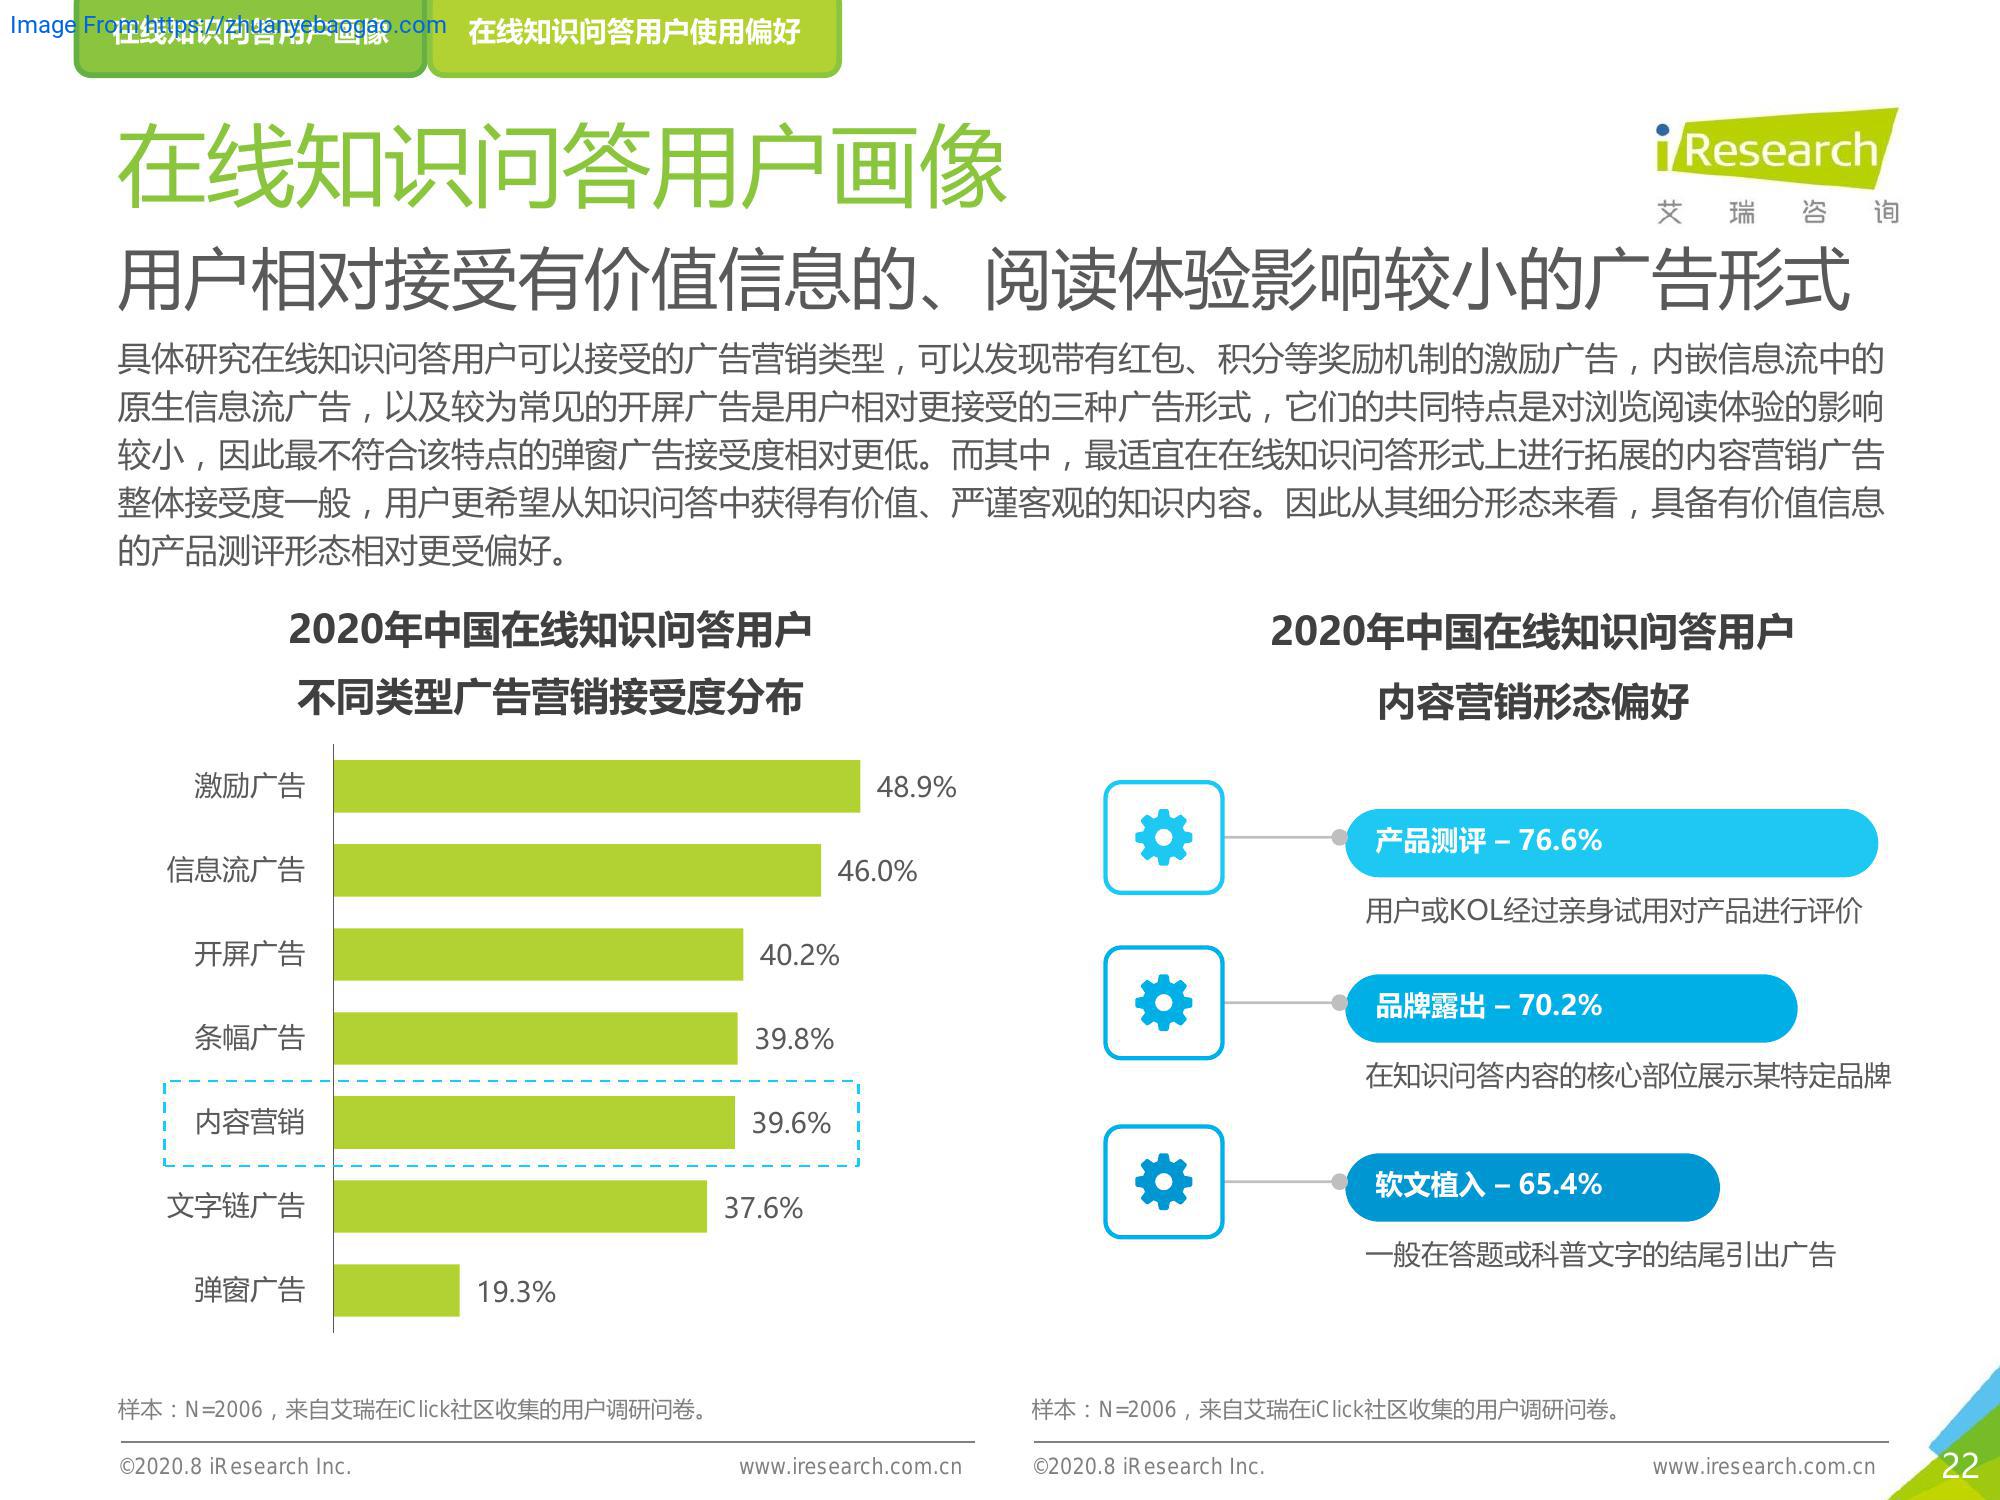 Image From https://zhuanyebaogao.com
在线知识问答用户画像
在线知识问答用户使用偏好
在线知识问答用户画像
iResearch
艾瑞咨询
用户相对接受有价值信息的、阅读体验影响较小的广告形式
具体研究在线知识问答用户可以接受的广告营销类型，可以发现带有红包、积分等奖励机制的激励广告，内嵌信息流中的
原生信息流广告，以及较为常见的开屏广告是用户相对更接受的三种广告形式，它们的共同特点是对浏览阅读体验的影响
较小，因此最不符合该特点的弹窗广告接受度相对更低。而其中，最适宜在在线知识问答形式上进行拓展的内容营销广告
整体接受度一般，用户更希望从知识问答中获得有价值、严谨客观的知识内容。因此从其细分形态来看，具备有价值信息
的产品测评形态相对更受偏好。
2020年中国在线知识问答用户
不同类型广告营销接受度分布
激励广告 48.9%
信息流广告 46.0%
开屏广告 40.2%
条幅广告 39.8%
内容营销 39.6%
文字链广告 37.6%
弹窗广告 19.3%
样本：N=2006，来自艾瑞在iClick社区收集的用户调研问卷。
©2020.8 iResearch Inc. www.iresearch.com.cn
2020年中国在线知识问答用户
内容营销形态偏好
产品测评 – 76.6%
用户或KOL经过亲身试用对产品进行评价
品牌露出 – 70.2%
在知识问答内容的核心部位展示某特定品牌
软文植入 – 65.4%
一般在答题或科普文字的结尾引出广告
样本：N=2006，来自艾瑞在iClick社区收集的用户调研问卷。
©2020.8 iResearch Inc. www.iresearch.com.cn
22